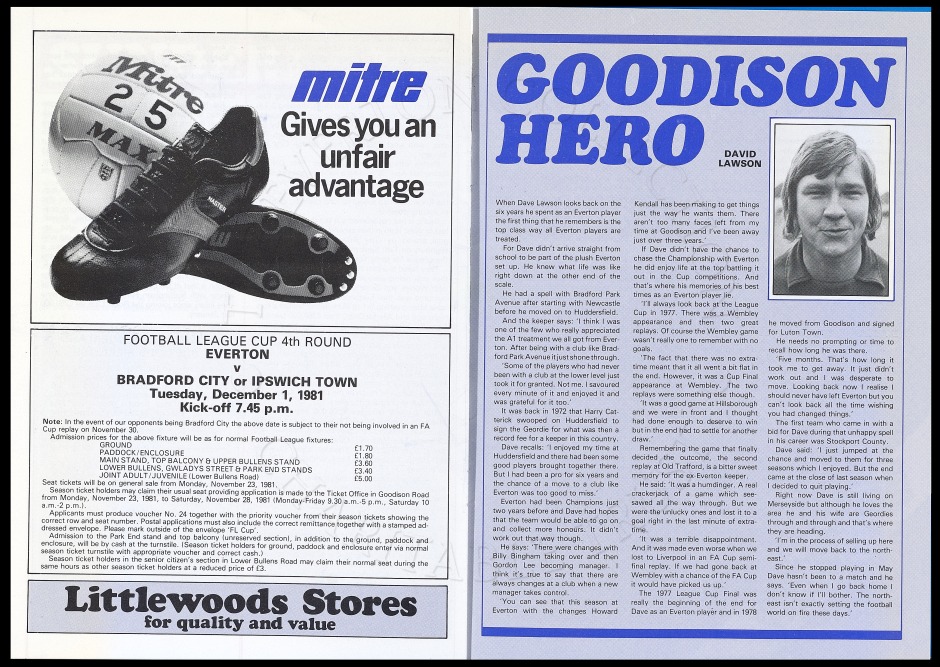 Mitre
25
MAX
MASTER
mitre
Gives you an
unfair
advantage
FOOTBALL LEAGUE CUP 4th ROUND
EVERTON
v
BRADFORD CITY or IPSWICH TOWN
Tuesday, December 1, 1981
Kick-off 7.45 p.m.
Note: In the event of our opponents being Bradford City the above date is subject to their not being involved in an FA
Cup replay on November 30.
Admission prices for the above fixture will be as for normal Football League fixtures:
GROUND £1.70
PADDOCK/ENCLOSURE £1.80
MAIN STAND, TOP BALCONY & UPPER BULLENS STAND £3.60
LOWER BULLENS, GWLADYS STREET & PARK END STANDS £3.40
JOINT ADULT/JUVENILE (Lower Bullens Road) £5.00
Seat tickets will be on general sale from Monday, November 23, 1981.
Season ticket holders may claim their usual seat providing application is made to the Ticket Office in Goodison Road
from Monday, November 23, 1981, to Saturday, November 28, 1981 (Monday-Friday 9.30 a.m.-5 p.m., Saturday 10
a.m.-2 p.m.).
Applicants must produce voucher No. 24 together with the priority voucher from their season tickets showing the
correct row and seat number. Postal applications must also include the correct remittance together with a stamped ad-
dressed envelope. Please mark outside of the envelope 'FL Cup'.
Admission to the Park End stand and top balcony (unreserved section), in addition to the ground, paddock and
enclosure, will be by cash at the turnstile. (Season ticket holders for ground, paddock and enclosure enter via normal
season ticket turnstile with appropriate voucher and correct cash.)
Season ticket holders in the senior citizen's section in Lower Bullens Road may claim their normal seat during the
same hours as other season ticket holders at a reduced price of £3.
Littlewoods Stores
for quality and value
GOODISON
HERO
DAVID
LAWSON
When Dave Lawson looks back on the
six years he spent as an Everton player
the first thing that he remembers is the
top class way all Everton players are
treated.
For Dave didn't arrive straight from
school to be part of the plush Everton
set up. He knew what life was like
right down at the other end of the
scale.
He had a spell with Bradford Park
Avenue after starting with Newcastle
before he moved on to Huddersfield.
And the keeper says: 'I think I was
one of the few who really appreciated
the A1 treatment we all got from Ever-
ton. After being with a club like Brad-
ford Park Avenue it just shone through.
'Some of the players who had never
been with a club at the lower level just
took it for granted. Not me. I savoured
every minute of it and enjoyed it and
was grateful for it too.'
It was back in 1972 that Harry Cat-
terick swooped on Huddersfield to
sign the Geordie for what was then a
record fee for a keeper in this country.
Dave recalls: 'I enjoyed my time at
Huddersfield and there had been some
good players brought together there.
But I had been a pro for six years and
the chance of a move to a club like
Everton was too good to miss.'
Everton had been Champions just
two years before and Dave had hopes
that the team would be able to go on
and collect more honours. It didn't
work out that way though.
He says: 'There were changes with
Billy Bingham taking over and then
Gordon Lee becoming manager. I
think it's true to say that there are
always changes at a club when a new
manager takes control.
'You can see that this season at
Everton with the changes Howard
Kendall has been making to get things
just the way he wants them. There
aren't too many faces left from my
time at Goodison and I've been away
just over three years.'
If Dave didn't have the chance to
chase the Championship with Everton
he did enjoy life at the top battling it
out in the Cup competitions. And
that's where his memories of his best
times as an Everton player lie.
'I'll always look back at the League
Cup in 1977. There was a Wembley
appearance and then two great
replays. Of course the Wembley game
wasn't really one to remember with no
goals.
'The fact that there was no extra-
time meant that it all went a bit flat in
the end. However, it was a Cup Final
appearance at Wembley. The two
replays were something else though.
'It was a good game at Hillsborough
and we were in front and I thought
had done enough to deserve to win
but in the end had to settle for another
draw.'
Remembering the game that finally
decided the outcome, the second
replay at Old Trafford, is a bitter sweet
memory for the ex-Everton keeper.
He said: 'It was a humdinger. A real
crackerjack of a game which see-
sawed all the way through. But we
were the unlucky ones and lost it to a
goal right in the last minute of extra-
time.
'It was a terrible disappointment.
And it was made even worse when we
lost to Liverpool in an FA Cup semi-
final replay. If we had gone back at
Wembley with a chance of the FA Cup
it would have picked us up.'
The 1977 League Cup Final was
really the beginning of the end for
Dave as an Everton player and in 1978
he moved from Goodison and signed
for Luton Town.
He needs no prompting or time to
recall how long he was there.
'Five months. That's how long it
took me to get away. It just didn't
work out and I was desperate to
move. Looking back now I realise I
should never have left Everton but you
can't look back all the time wishing
you had changed things.'
The first team who came in with a
bid for Dave during that unhappy spell
in his career was Stockport County.
Dave said: 'I just jumped at the
chance and moved to them for three
seasons which I enjoyed. But the end
came at the close of last season when
I decided to quit playing.'
Right now Dave is still living on
Merseyside but although he loves the
area he and his wife are Geordies
through and through and that's where
they are heading.
'I'm in the process of selling up here
and we will move back to the north-
east.'
Since he stopped playing in May
Dave hasn't been to a match and he
says. 'Even when I go back home I
don't know if I'll bother. The north-
east isn't exactly setting the football
world on fire these days.'